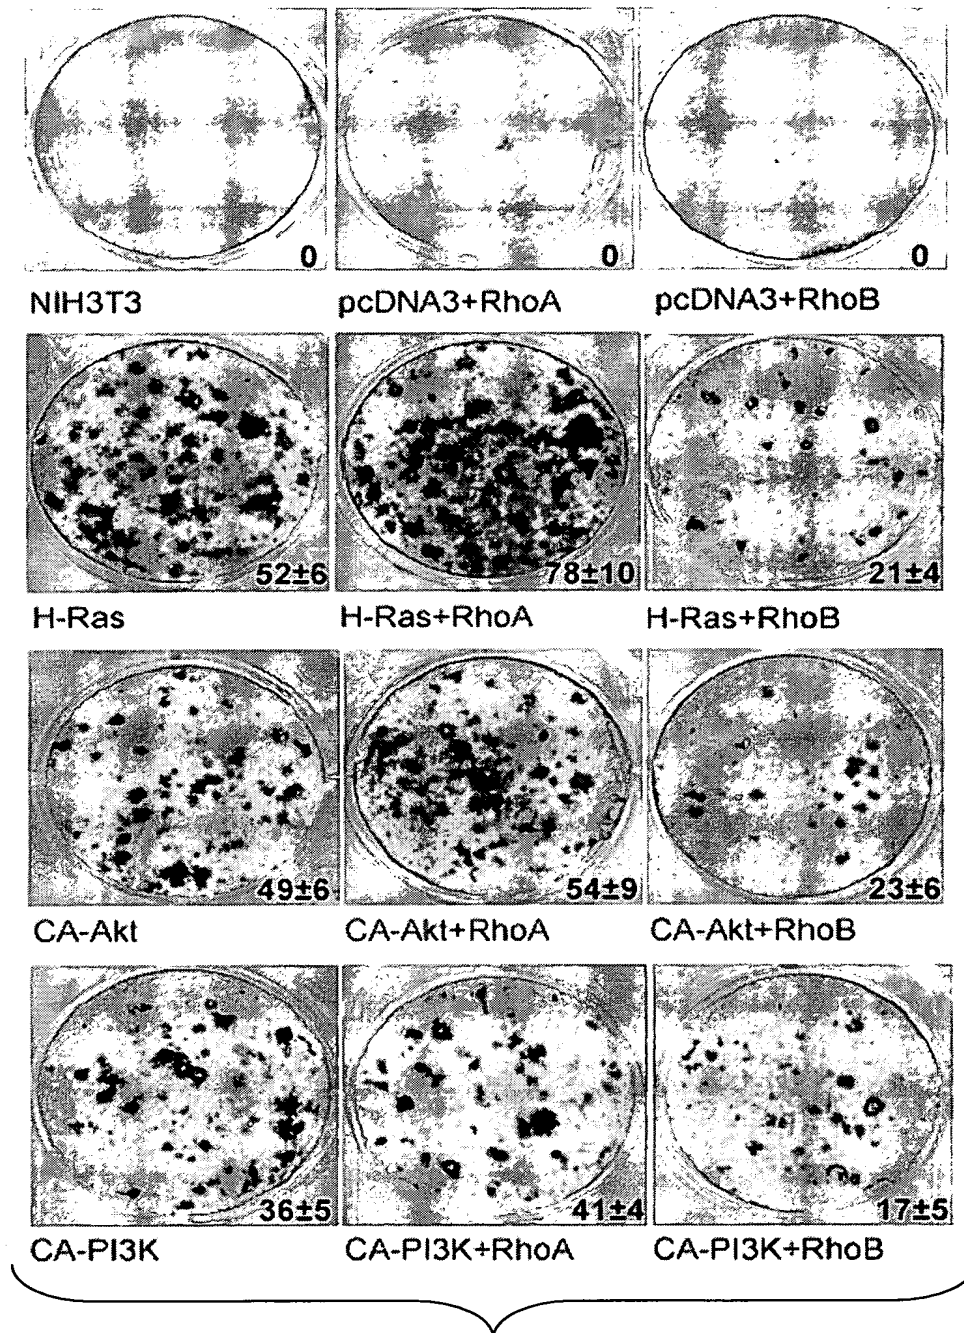 0 0 0
NIH3T3 pcDNA3+RhoA pcDNA3+RhoB
52±6 78±10 21±4
H-Ras H-Ras+RhoA H-Ras+RhoB
49±6 54±9 23±6
CA-Akt CA-Akt+RhoA CA-Akt+RhoB
36±5 41±4 17±5
CA-PI3K CA-PI3K+RhoA CA-PI3K+RhoB